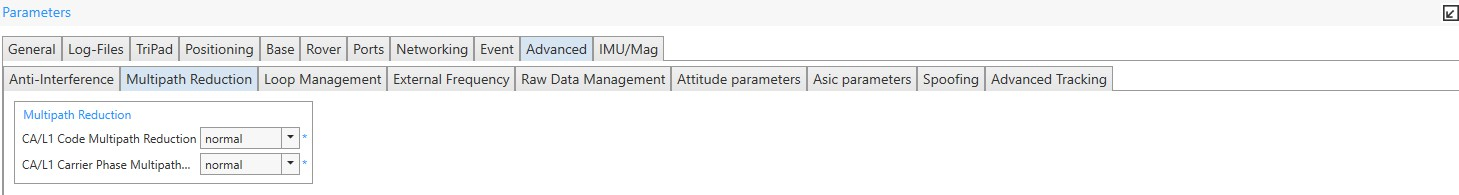 Parameters
General Log-Files TriPad Positioning Base Rover Ports Networking Event Advanced IMU/Mag
Anti-Interference Multipath Reduction Loop Management External Frequency Raw Data Management Attitude parameters Asic parameters Spoofing Advanced Tracking
Multipath Reduction
CA/L1 Code Multipath Reduction normal *
CA/L1 Carrier Phase Multipath... normal *